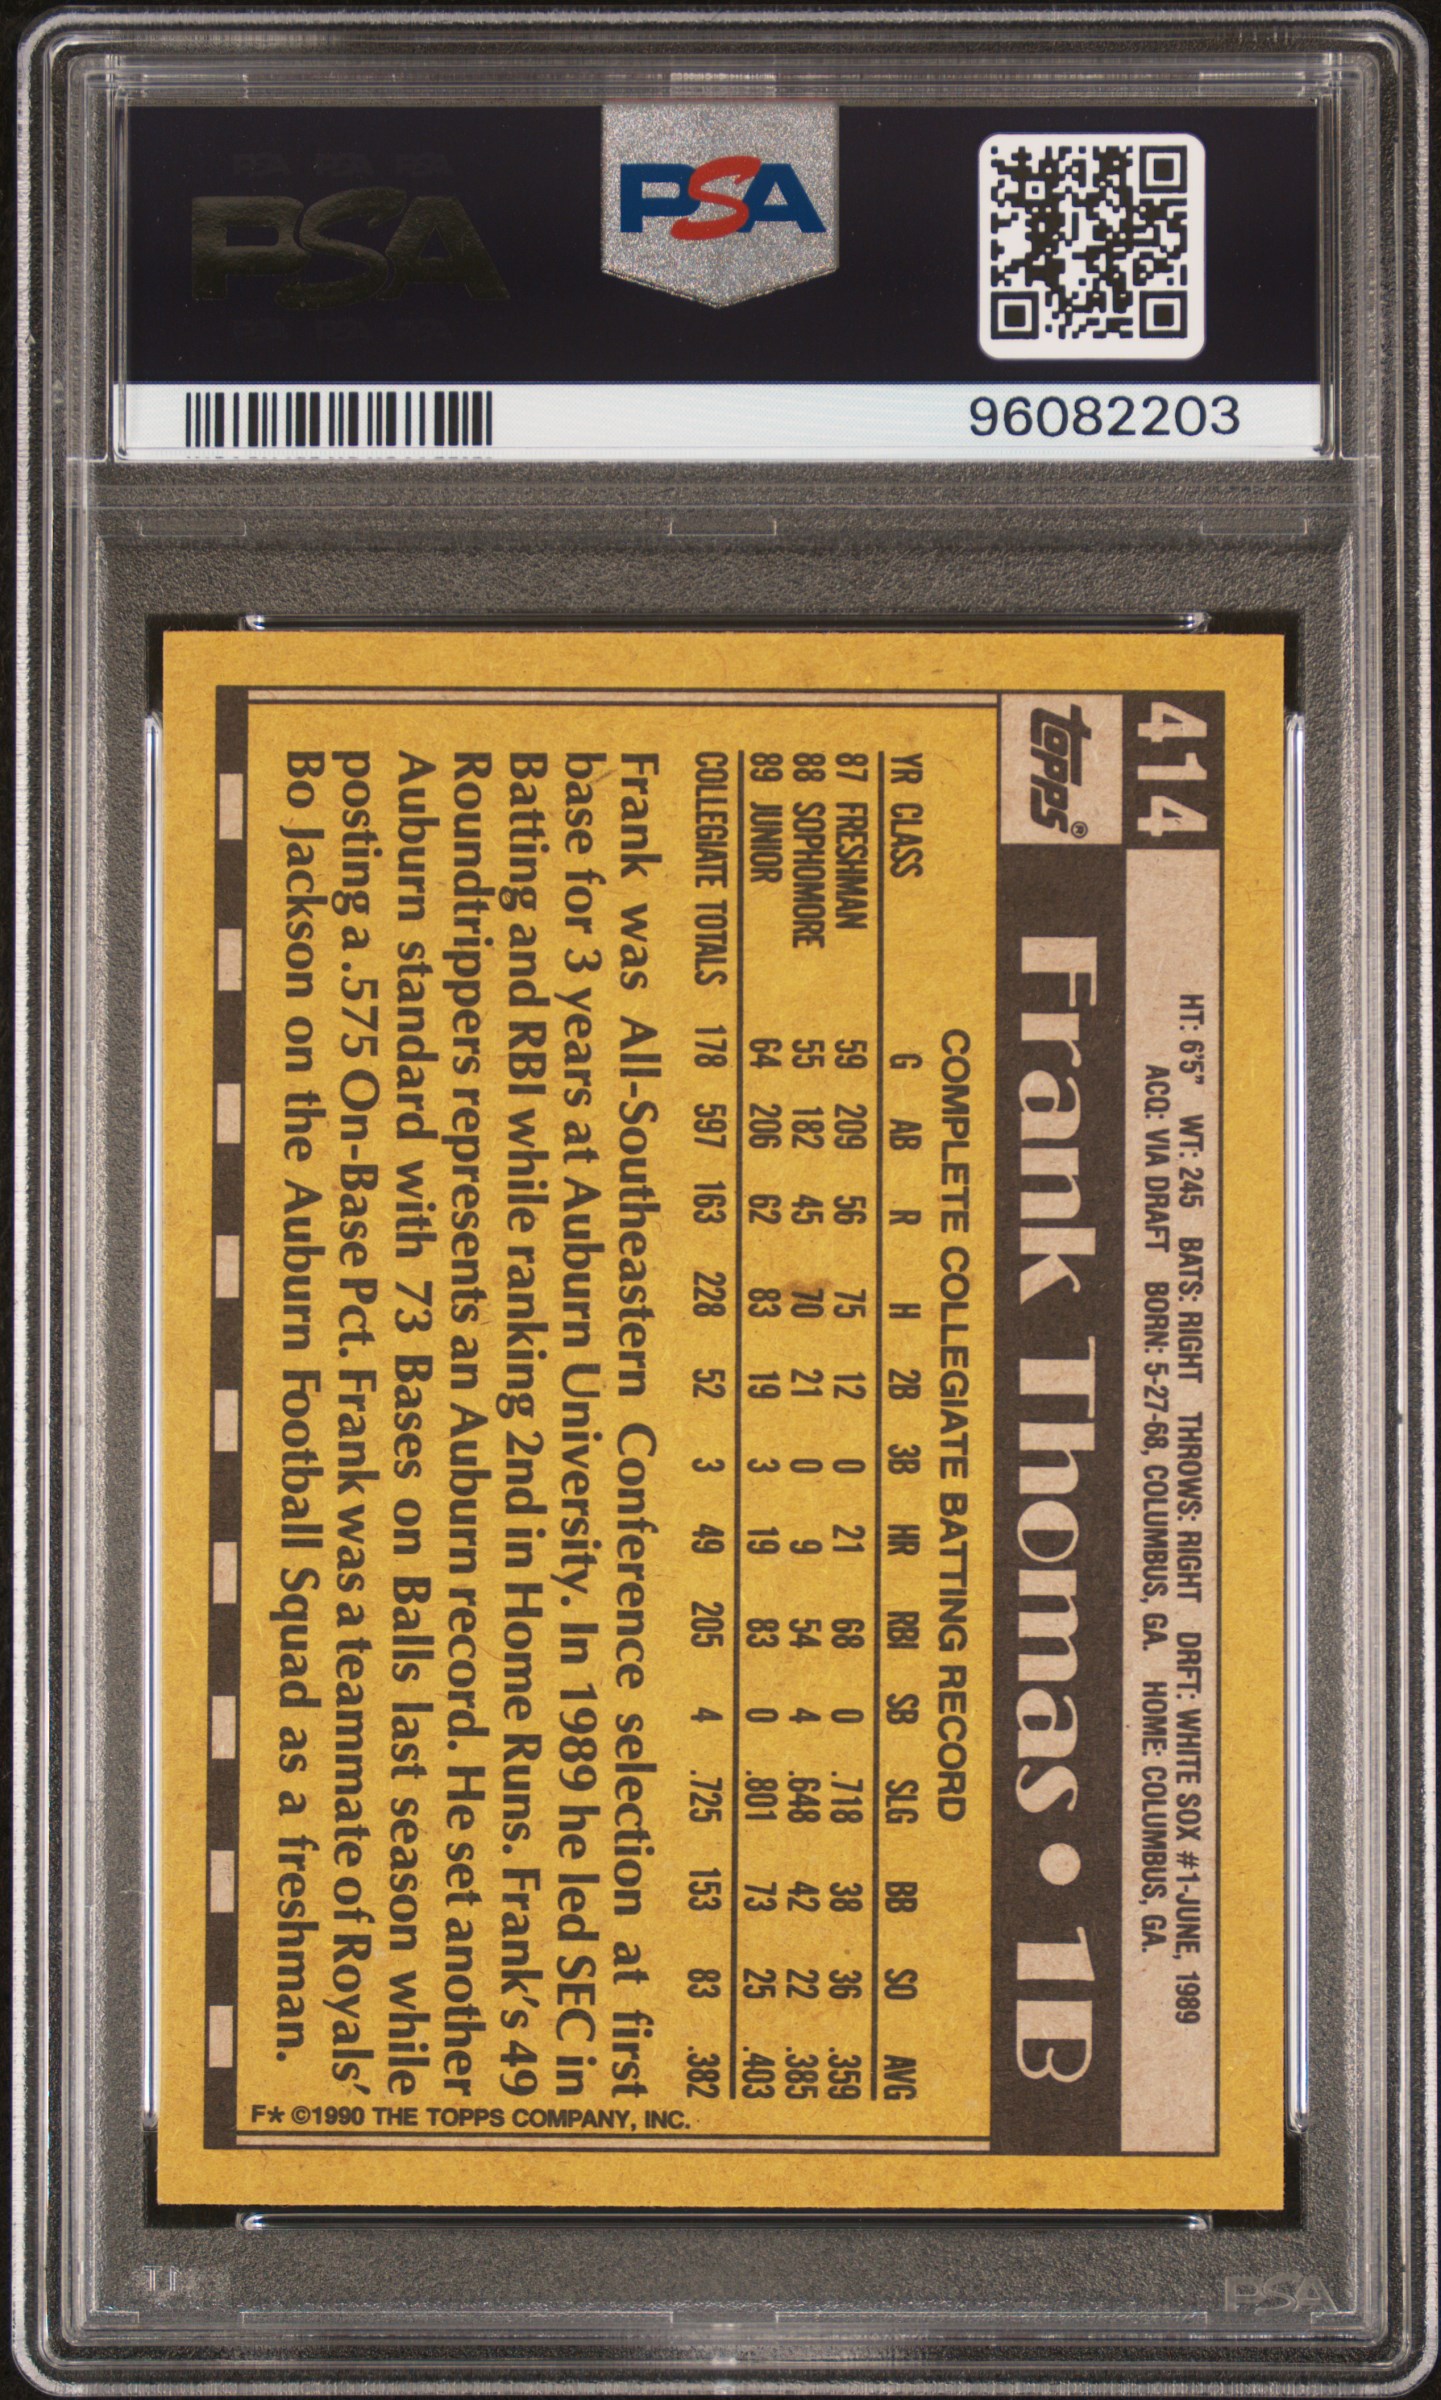 PSA
PSA
96082203
414
HT: 6'5" WT: 245 BATS: RIGHT THROWS: RIGHT DRFT: WHITE SOX #1-JUNE, 1989
ACQ: VIA DRAFT BORN: 5-27-68, COLUMBUS, GA. HOME: COLUMBUS, GA.
topps®
Frank Thomas • 1B
COMPLETE COLLEGIATE BATTING RECORD
YR CLASS G AB R H 2B 3B HR RBI SB SLG BB SO AVG
87 FRESHMAN 59 209 56 75 12 0 21 68 0 .718 38 36 .359
88 SOPHOMORE 55 182 45 70 21 0 9 54 4 .648 42 22 .385
89 JUNIOR 64 206 62 83 19 3 19 83 0 .801 73 25 .403
COLLEGIATE TOTALS 178 597 163 228 52 3 49 205 4 .725 153 83 .382
Frank was All-Southeastern Conference selection at first
base for 3 years at Auburn University. In 1989 he led SEC in
Batting and RBI while ranking 2nd in Home Runs. Frank's 49
Roundtrippers represents an Auburn record. He set another
Auburn standard with 73 Bases on Balls last season while
posting a .575 On-Base Pct. Frank was a teammate of Royals'
Bo Jackson on the Auburn Football Squad as a freshman.
F* ©1990 THE TOPPS COMPANY, INC.
PSA